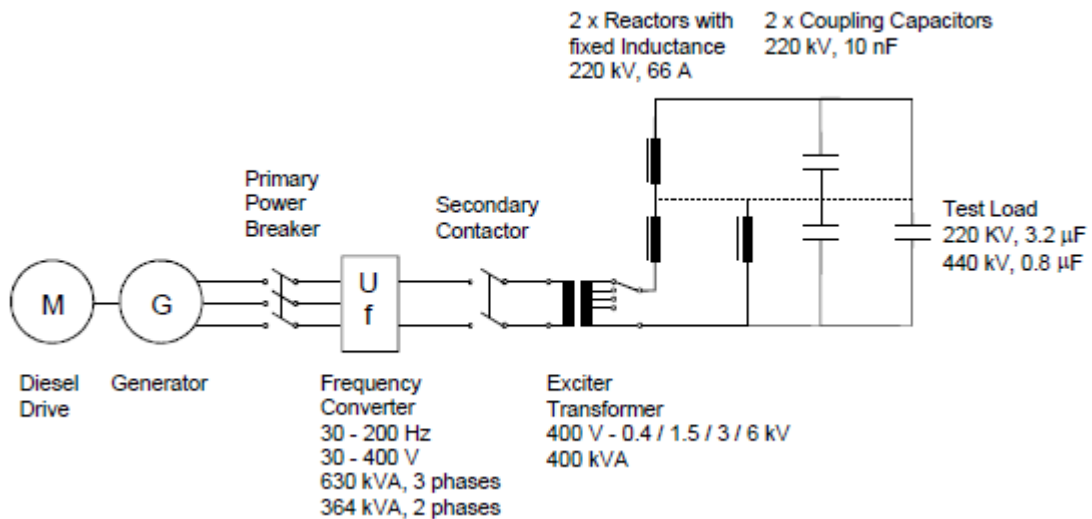 2 x Reactors with
fixed Inductance
220 kV, 66 A
2 x Coupling Capacitors
220 kV, 10 nF
Primary
Power
Breaker
Secondary
Contactor
Test Load
220 KV, 3.2 µF
440 kV, 0.8 µF
M
G
U
f
Diesel
Drive
Generator
Frequency
Converter
30 - 200 Hz
30 - 400 V
630 kVA, 3 phases
364 kVA, 2 phases
Exciter
Transformer
400 V - 0.4 / 1.5 / 3 / 6 kV
400 kVA